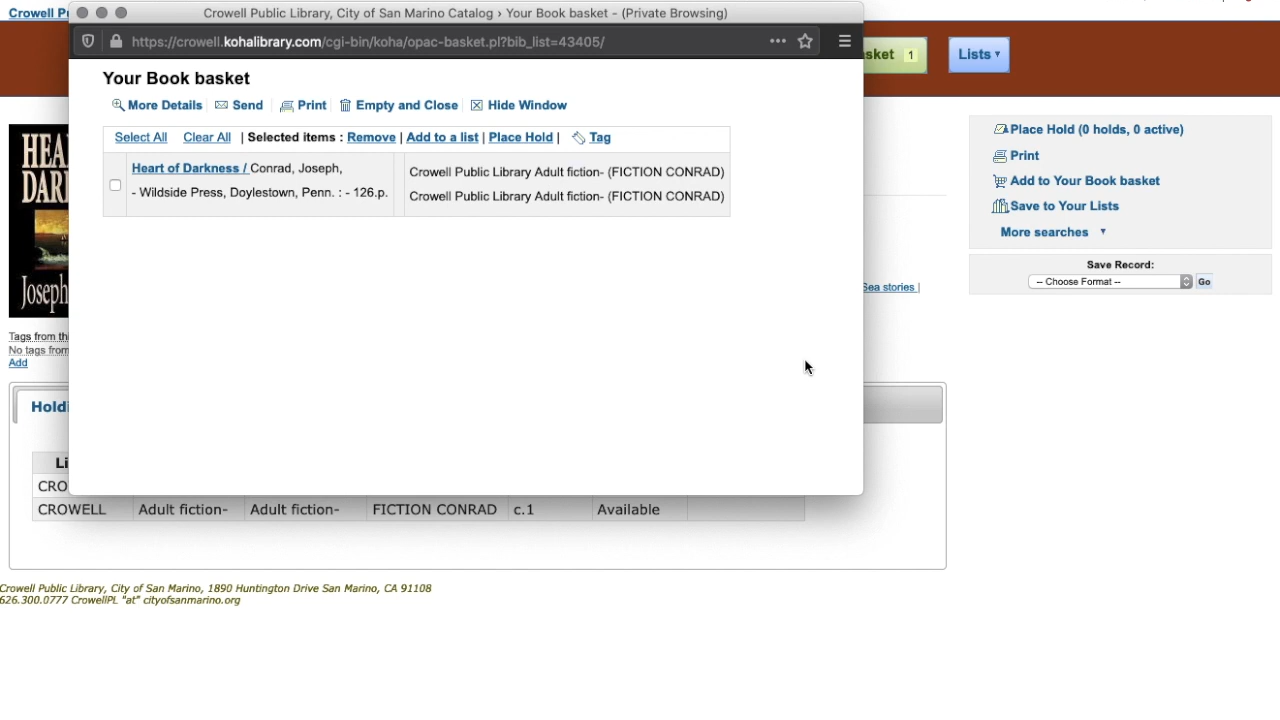 Crowell P
Crowell Public Library, City of San Marino Catalog › Your Book basket - (Private Browsing)
https://crowell.kohalibrary.com/cgi-bin/koha/opac-basket.pl?bib_list=43405/
sket 1
Lists ▾
Your Book basket
More Details Send Print Empty and Close Hide Window
Select All Clear All | Selected items : Remove | Add to a list | Place Hold | Tag
Heart of Darkness / Conrad, Joseph,
- Wildside Press, Doylestown, Penn. : - 126.p.
Crowell Public Library Adult fiction- (FICTION CONRAD)
Crowell Public Library Adult fiction- (FICTION CONRAD)
Place Hold (0 holds, 0 active)
Print
Add to Your Book basket
Save to Your Lists
More searches ▾
Save Record:
-- Choose Format -- Go
Sea stories |
HEA
DAR
Joseph
Tags from thi
No tags from
Add
Holdi
Li
CRO
CROWELL Adult fiction- Adult fiction- FICTION CONRAD c.1 Available
Crowell Public Library, City of San Marino, 1890 Huntington Drive San Marino, CA 91108
626.300.0777 CrowellPL "at" cityofsanmarino.org